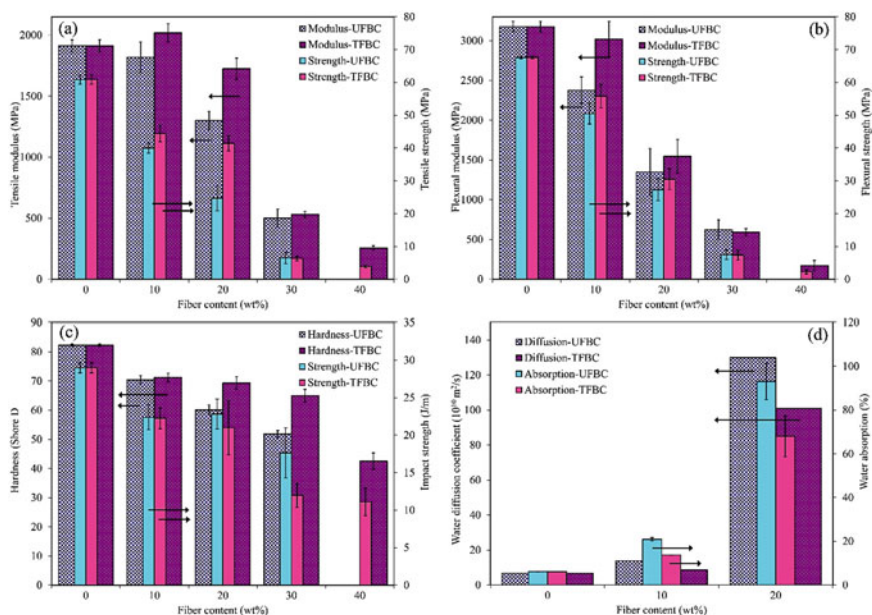 (a)
Modulus-UFBC
Modulus-TFBC
Strength-UFBC
Strength-TFBC
Tensile modulus (MPa)
2000
1500
1000
500
0
80
70
60
50
40
30
20
10
0
Tensile strength (MPa)
0 10 20 30 40
Fiber content (wt%)
(b)
Modulus-UFBC
Modulus-TFBC
Strength-UFBC
Strength-TFBC
Flexural modulus (MPa)
3000
2500
2000
1500
1000
500
0
80
70
60
50
40
30
20
10
0
Flexural strength (MPa)
0 10 20 30 40
Fiber content (wt%)
(c)
Hardness-UFBC
Hardness-TFBC
Strength-UFBC
Strength-TFBC
Hardness (Shore D)
90
80
70
60
50
40
30
20
10
0
35
30
25
20
15
10
5
0
Impact strength (J/m)
0 10 20 30 40
Fiber content (wt%)
(d)
Diffusion-UFBC
Diffusion-TFBC
Absorption-UFBC
Absorption-TFBC
Water diffusion coefficient
140
120
100
80
60
40
20
0
120
100
80
60
40
20
0
Water absorption (%)
0 10 20
Fiber content (wt%)